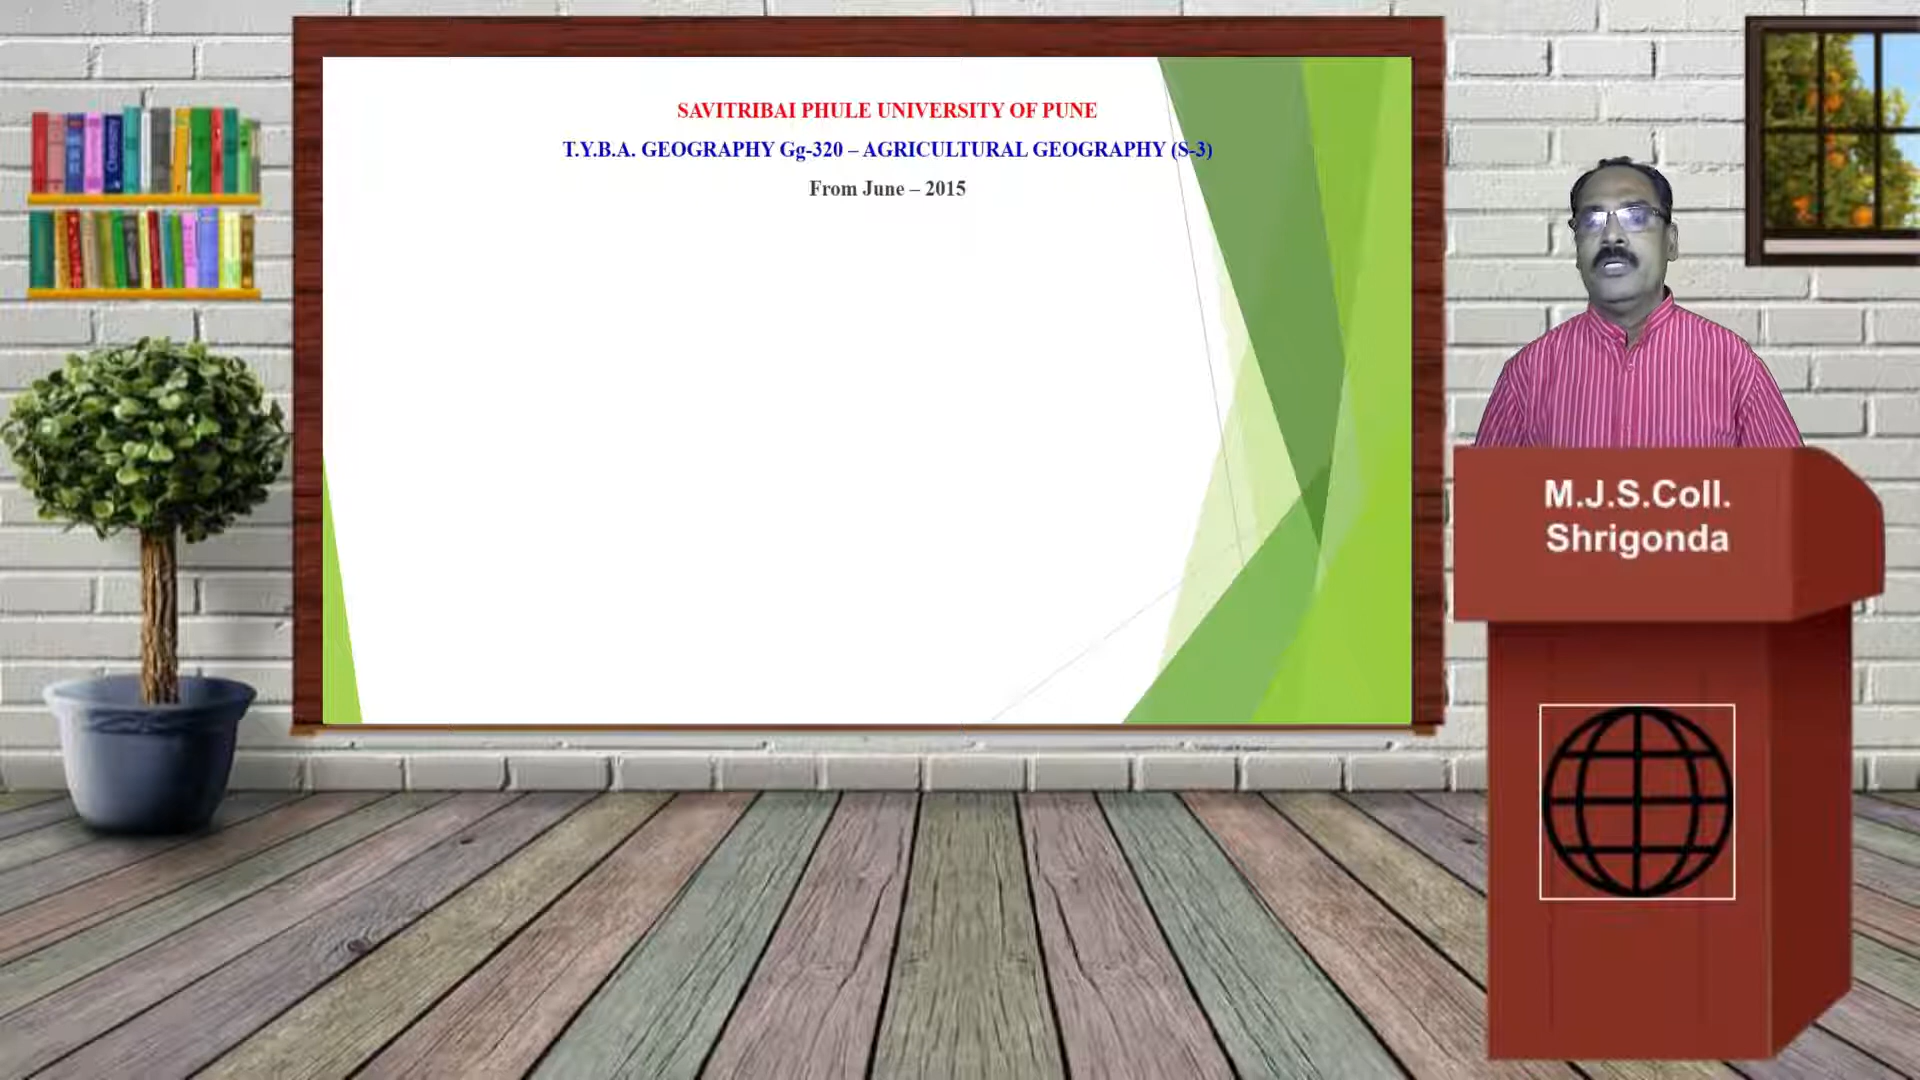 SAVITRIBAI PHULE UNIVERSITY OF PUNE
T.Y.B.A. GEOGRAPHY Gg-320 – AGRICULTURAL GEOGRAPHY (S-3)
From June – 2015
M.J.S.Coll.
Shrigonda